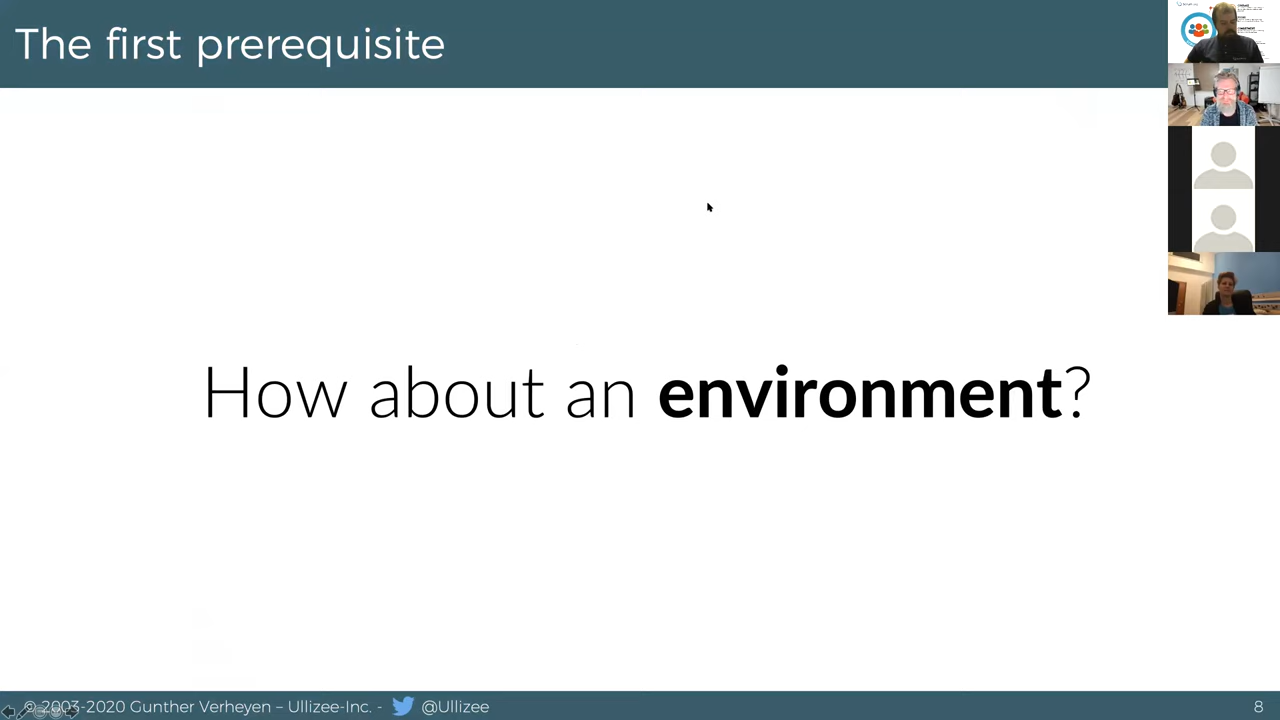 The first prerequisite
How about an environment?
© 2003-2020 Gunther Verheyen – Ullizee-Inc. - @Ullizee
8